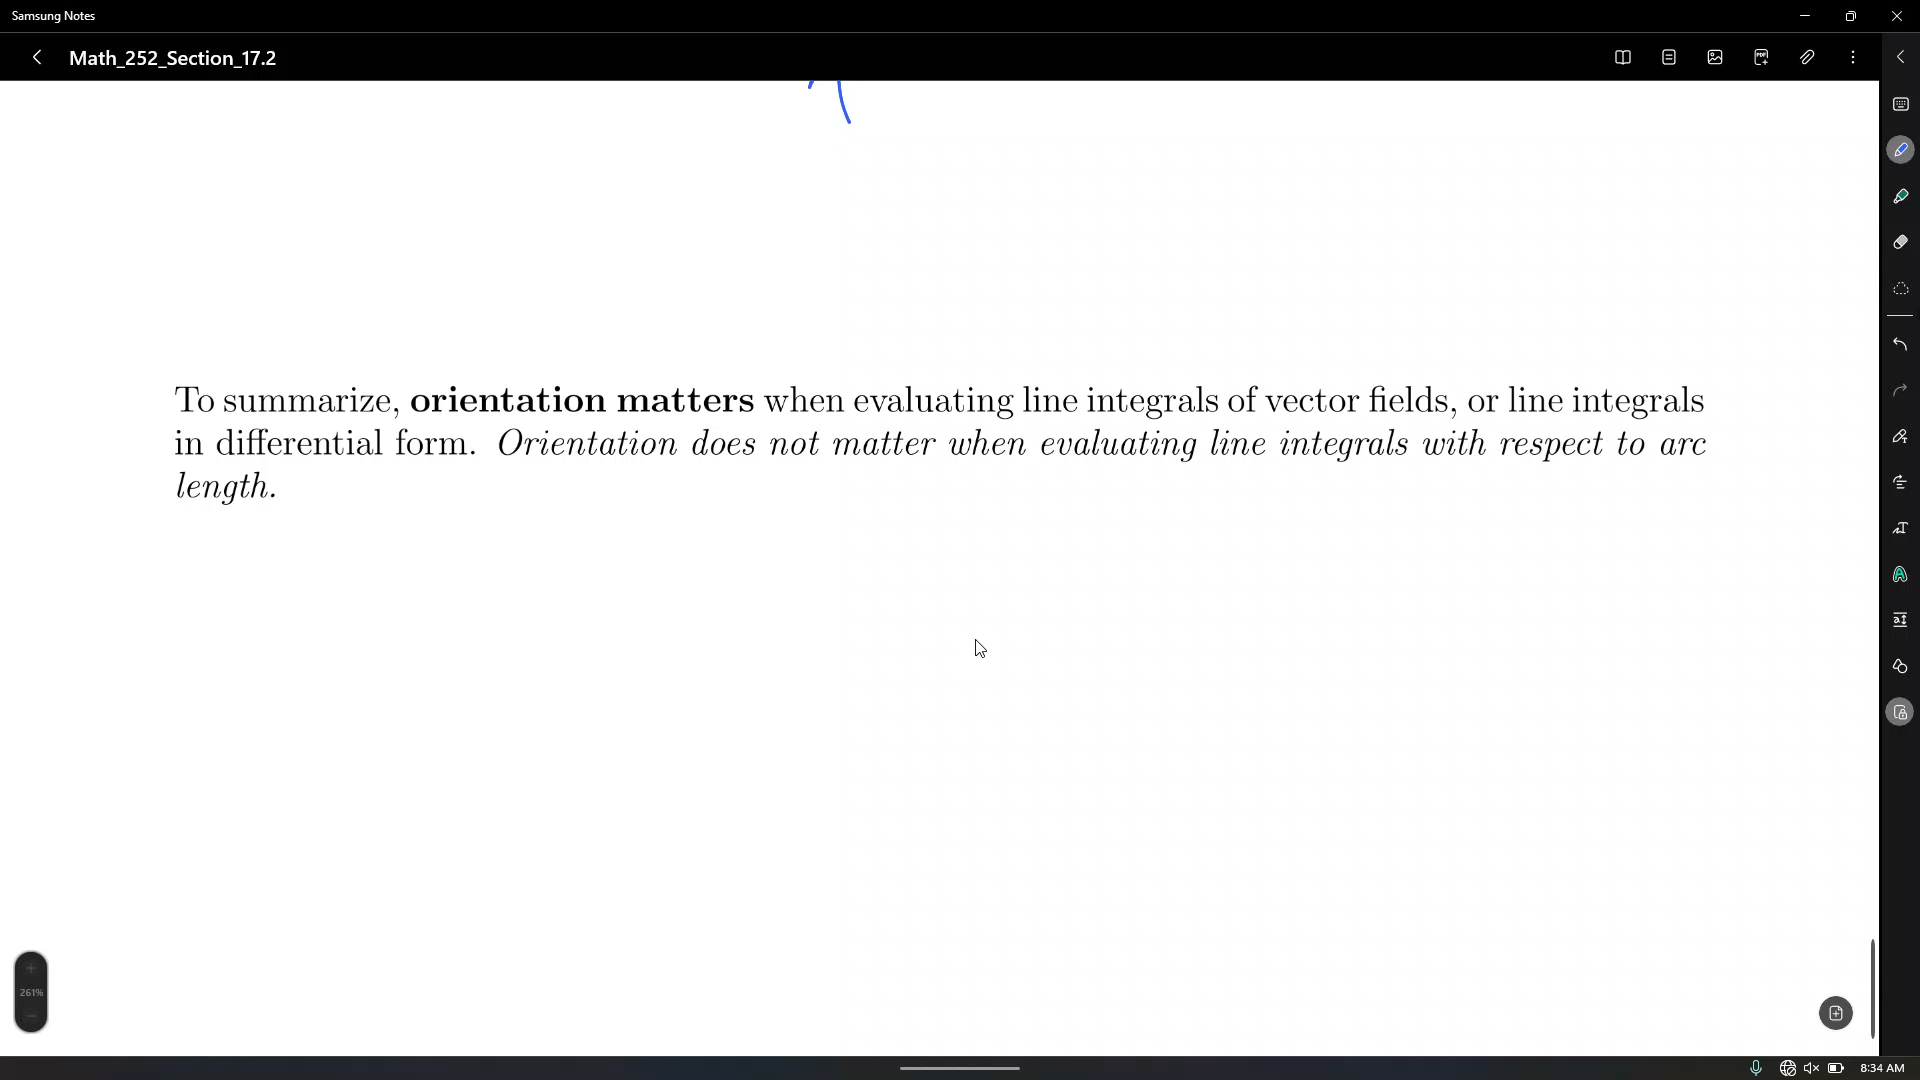 Samsung Notes
Math_252_Section_17.2
To summarize, orientation matters when evaluating line integrals of vector fields, or line integrals
in differential form. Orientation does not matter when evaluating line integrals with respect to arc
length.
261%
8:34 AM